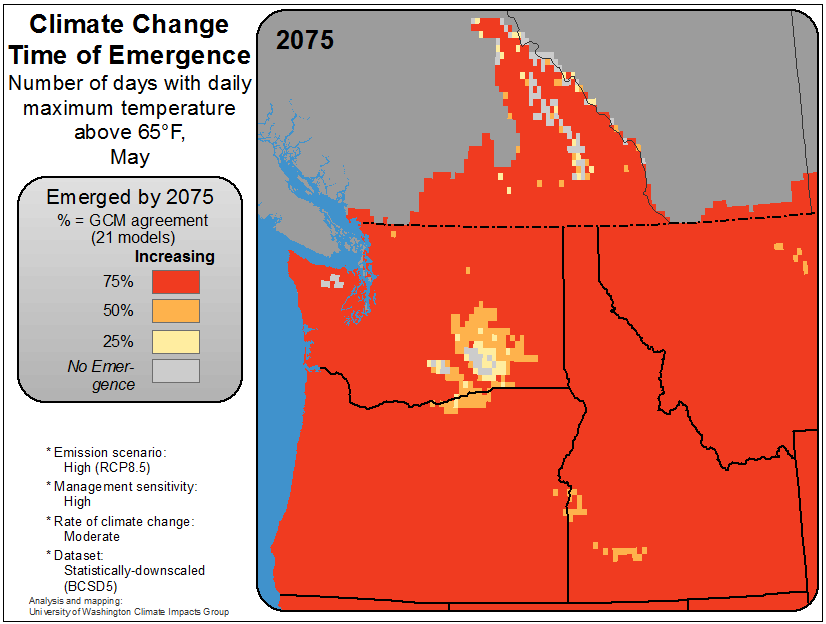 Climate Change
Time of Emergence
Number of days with daily
maximum temperature
above 65°F,
May
2075
Emerged by 2075
% = GCM agreement
(21 models)
Increasing
75%
50%
25%
No Emer-
gence
* Emission scenario:
High (RCP8.5)
* Management sensitivity:
High
* Rate of climate change:
Moderate
* Dataset:
Statistically-downscaled
(BCSD5)
Analysis and mapping:
University of Washington Climate Impacts Group